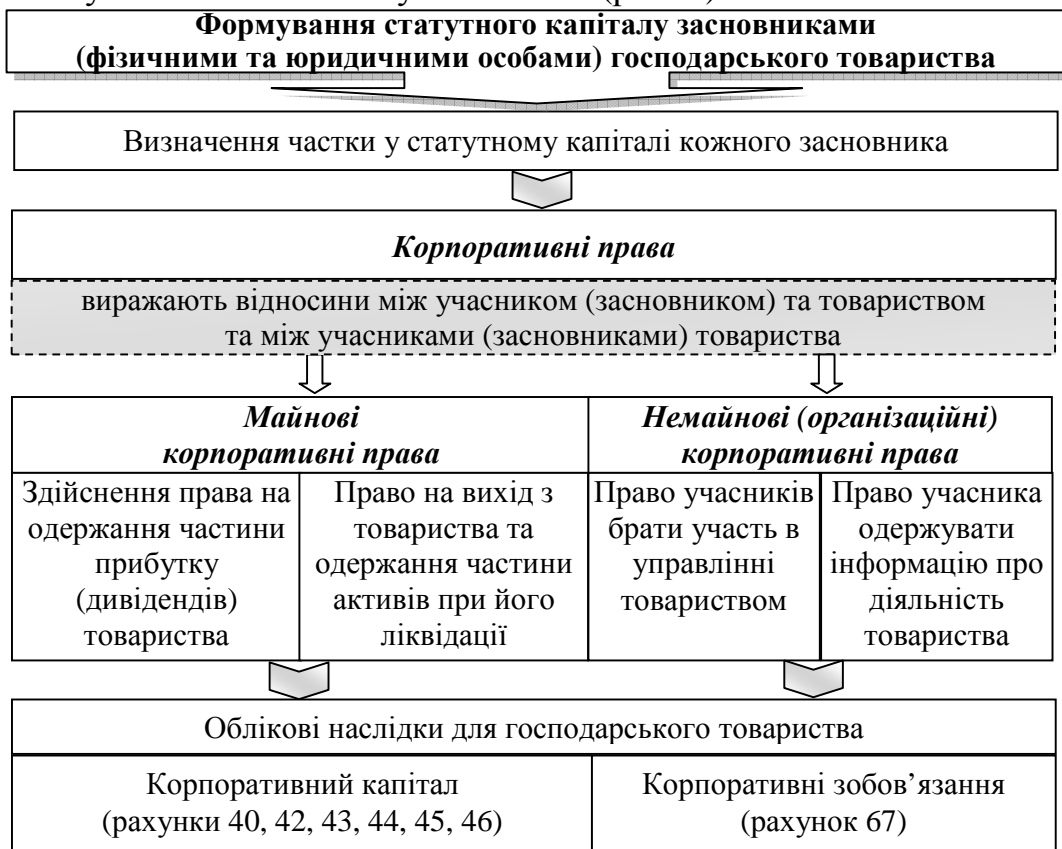 Формування статутного капіталу засновниками
(фізичними та юридичними особами) господарського товариства
Визначення частки у статутному капіталі кожного засновника
Корпоративні права
виражають відносини між учасником (засновником) та товариством
та між учасниками (засновниками) товариства
Майнові
корпоративні права
Немайнові (організаційні)
корпоративні права
Здійснення права на
одержання частини
прибутку
(дивідендів)
товариства
Право на вихід з
товариства та
одержання частини
активів при його
ліквідації
Право учасників
брати участь в
управлінні
товариством
Право учасника
одержувати
інформацію про
діяльність
товариства
Облікові наслідки для господарського товариства
Корпоративний капітал
(рахунки 40, 42, 43, 44, 45, 46)
Корпоративні зобов’язання
(рахунок 67)